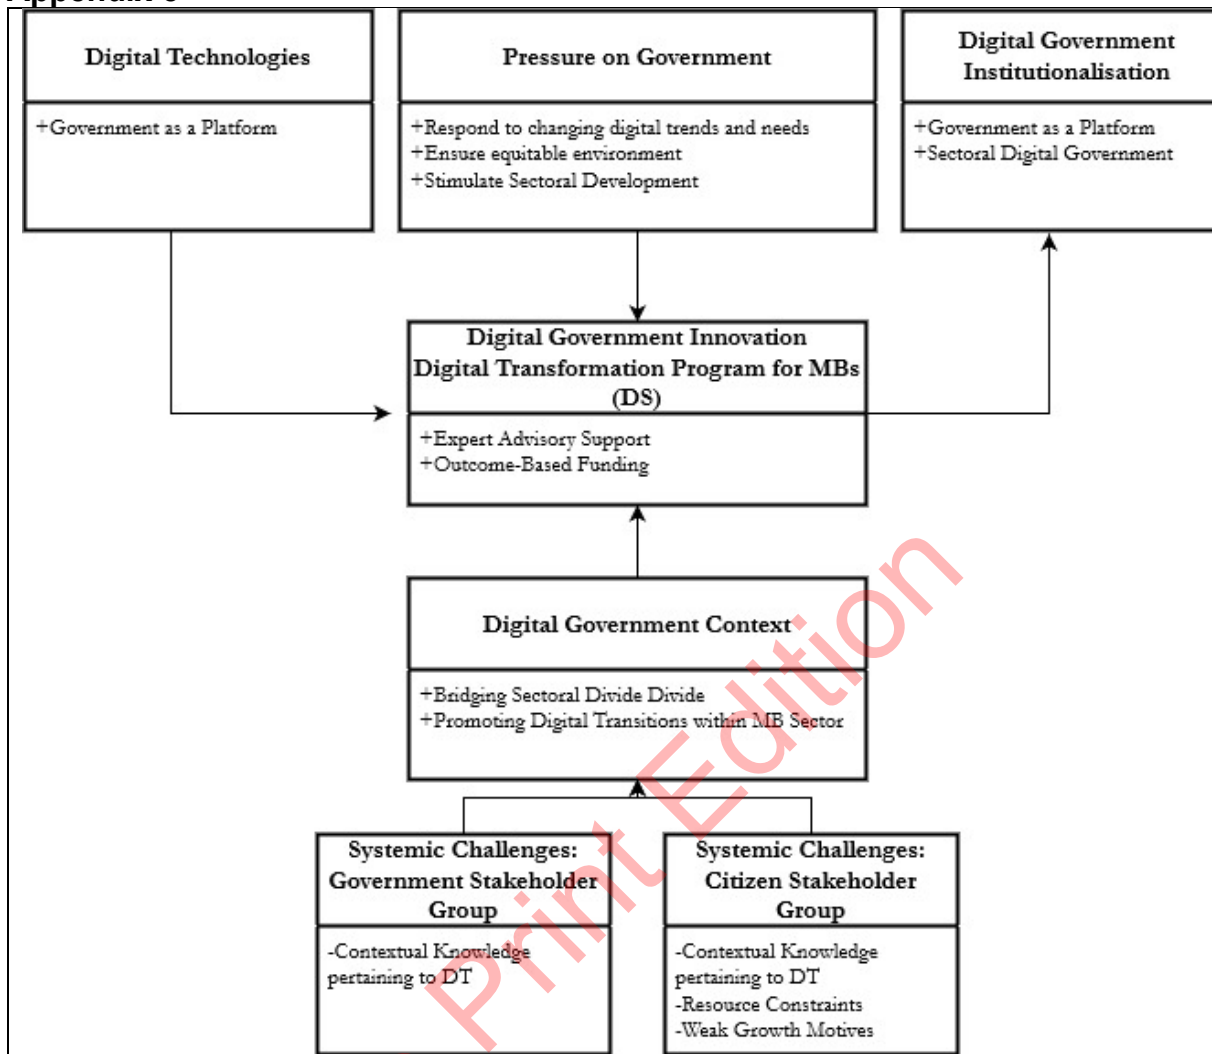 Digital Technologies
+Government as a Platform
Pressure on Government
+Respond to changing digital trends and needs
+Ensure equitable environment
+Stimulate Sectoral Development
Digital Government
Institutionalisation
+Government as a Platform
+Sectoral Digital Government
Digital Government Innovation
Digital Transformation Program for MBs
(DS)
+Expert Advisory Support
+Outcome-Based Funding
Digital Government Context
+Bridging Sectoral Divide Divide
+Promoting Digital Transitions within MB Sector
Systemic Challenges:
Government Stakeholder
Group
-Contextual Knowledge
pertaining to DT
Systemic Challenges:
Citizen Stakeholder
Group
-Contextual Knowledge
pertaining to DT
-Resource Constraints
-Weak Growth Motives
Print Edition